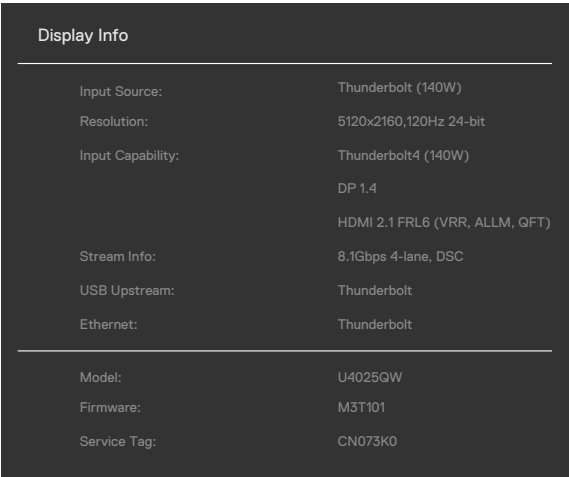 Display Info
Input Source: Thunderbolt (140W)
Resolution: 5120x2160,120Hz 24-bit
Input Capability: Thunderbolt4 (140W)
DP 1.4
HDMI 2.1 FRL6 (VRR, ALLM, QFT)
Stream Info: 8.1Gbps 4-lane, DSC
USB Upstream: Thunderbolt
Ethernet: Thunderbolt
Model: U4025QW
Firmware: M3T101
Service Tag: CN073K0